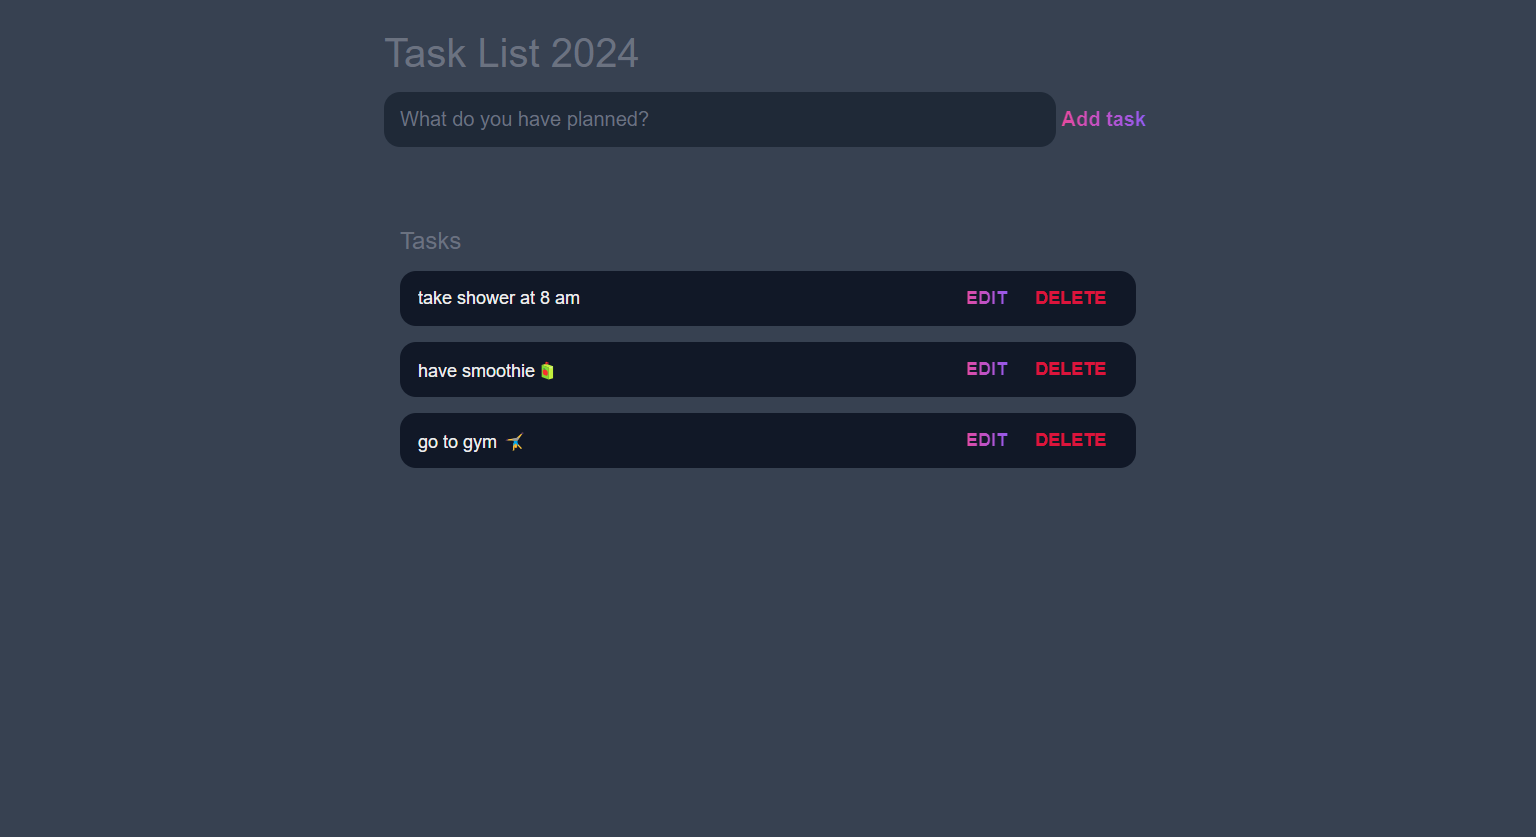 Task List 2024
What do you have planned? Add task
Tasks
take shower at 8 am EDIT DELETE
have smoothie🧃 EDIT DELETE
go to gym 🤸 EDIT DELETE